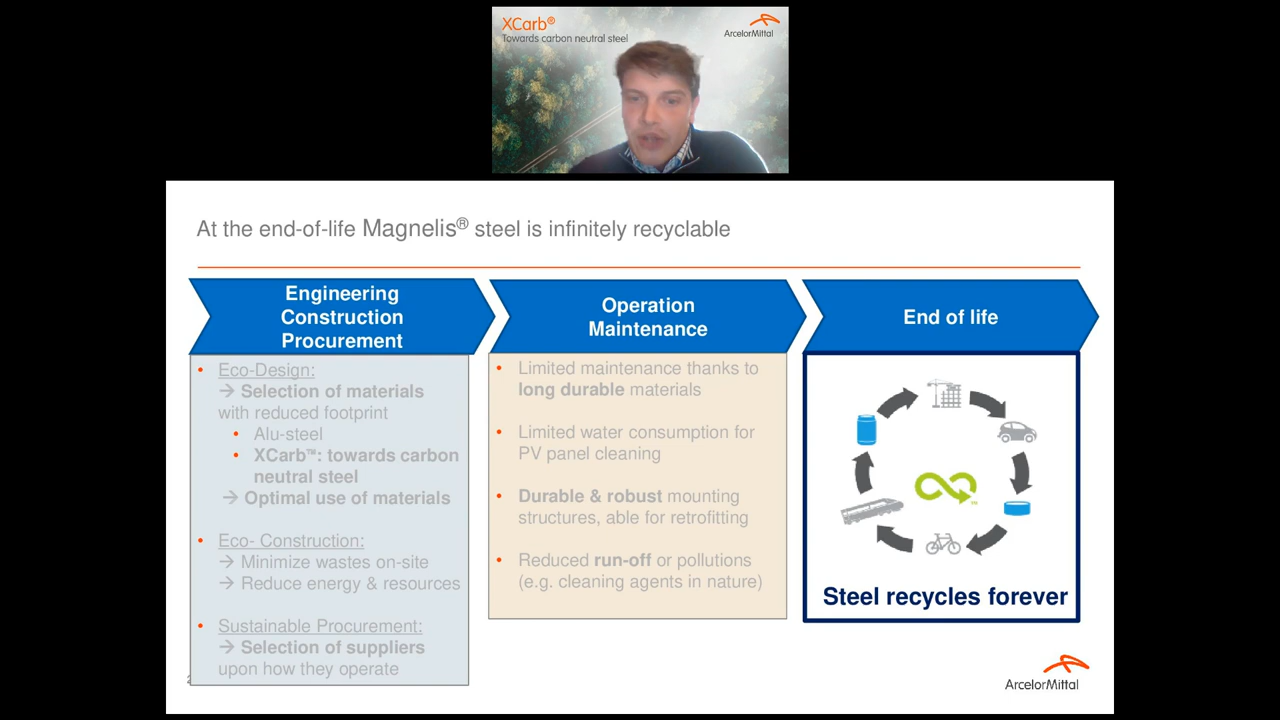 XCarb®
Towards carbon neutral steel
ArcelorMittal
At the end-of-life Magnelis® steel is infinitely recyclable
Engineering
Construction
Procurement
• Eco-Design:
→ Selection of materials
with reduced footprint
• Alu-steel
• XCarb™: towards carbon
neutral steel
→ Optimal use of materials
• Eco- Construction:
→ Minimize wastes on-site
→ Reduce energy & resources
• Sustainable Procurement:
→ Selection of suppliers
upon how they operate
Operation
Maintenance
• Limited maintenance thanks to
long durable materials
• Limited water consumption for
PV panel cleaning
• Durable & robust mounting
structures, able for retrofitting
• Reduced run-off or pollutions
(e.g. cleaning agents in nature)
End of life
Steel recycles forever
ArcelorMittal